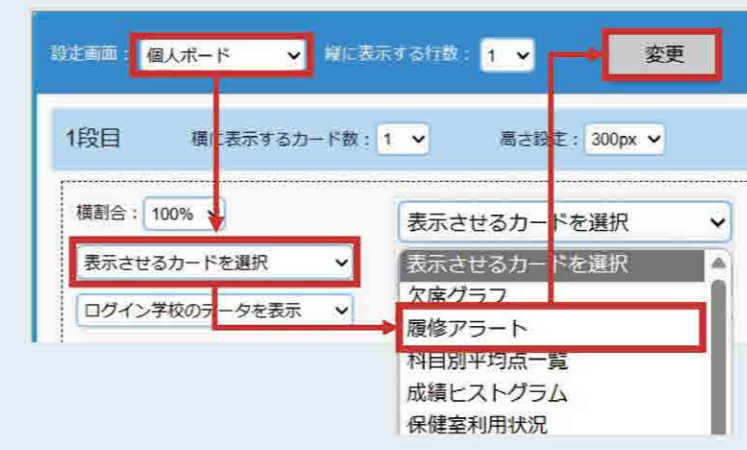 設定画面： 個人ボード 縦に表示する行数： 1 変更
1段目 横に表示するカード数： 1 高さ設定： 300px
横割合： 100%
表示させるカードを選択
ログイン学校のデータを表示
表示させるカードを選択
表示させるカードを選択
欠席グラフ
履修アラート
科目別平均点一覧
成績ヒストグラム
保健室利用状況